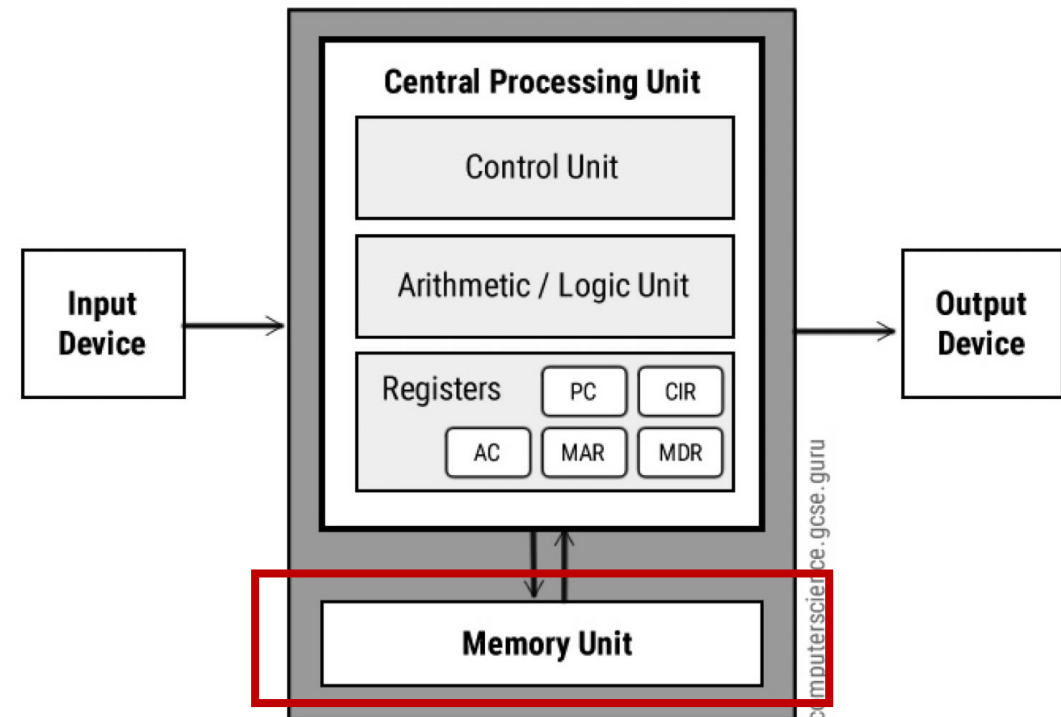 Central Processing Unit
Control Unit
Arithmetic / Logic Unit
Registers
PC
CIR
AC
MAR
MDR
Input
Device
Output
Device
Memory Unit
computerscience.gcse.guru